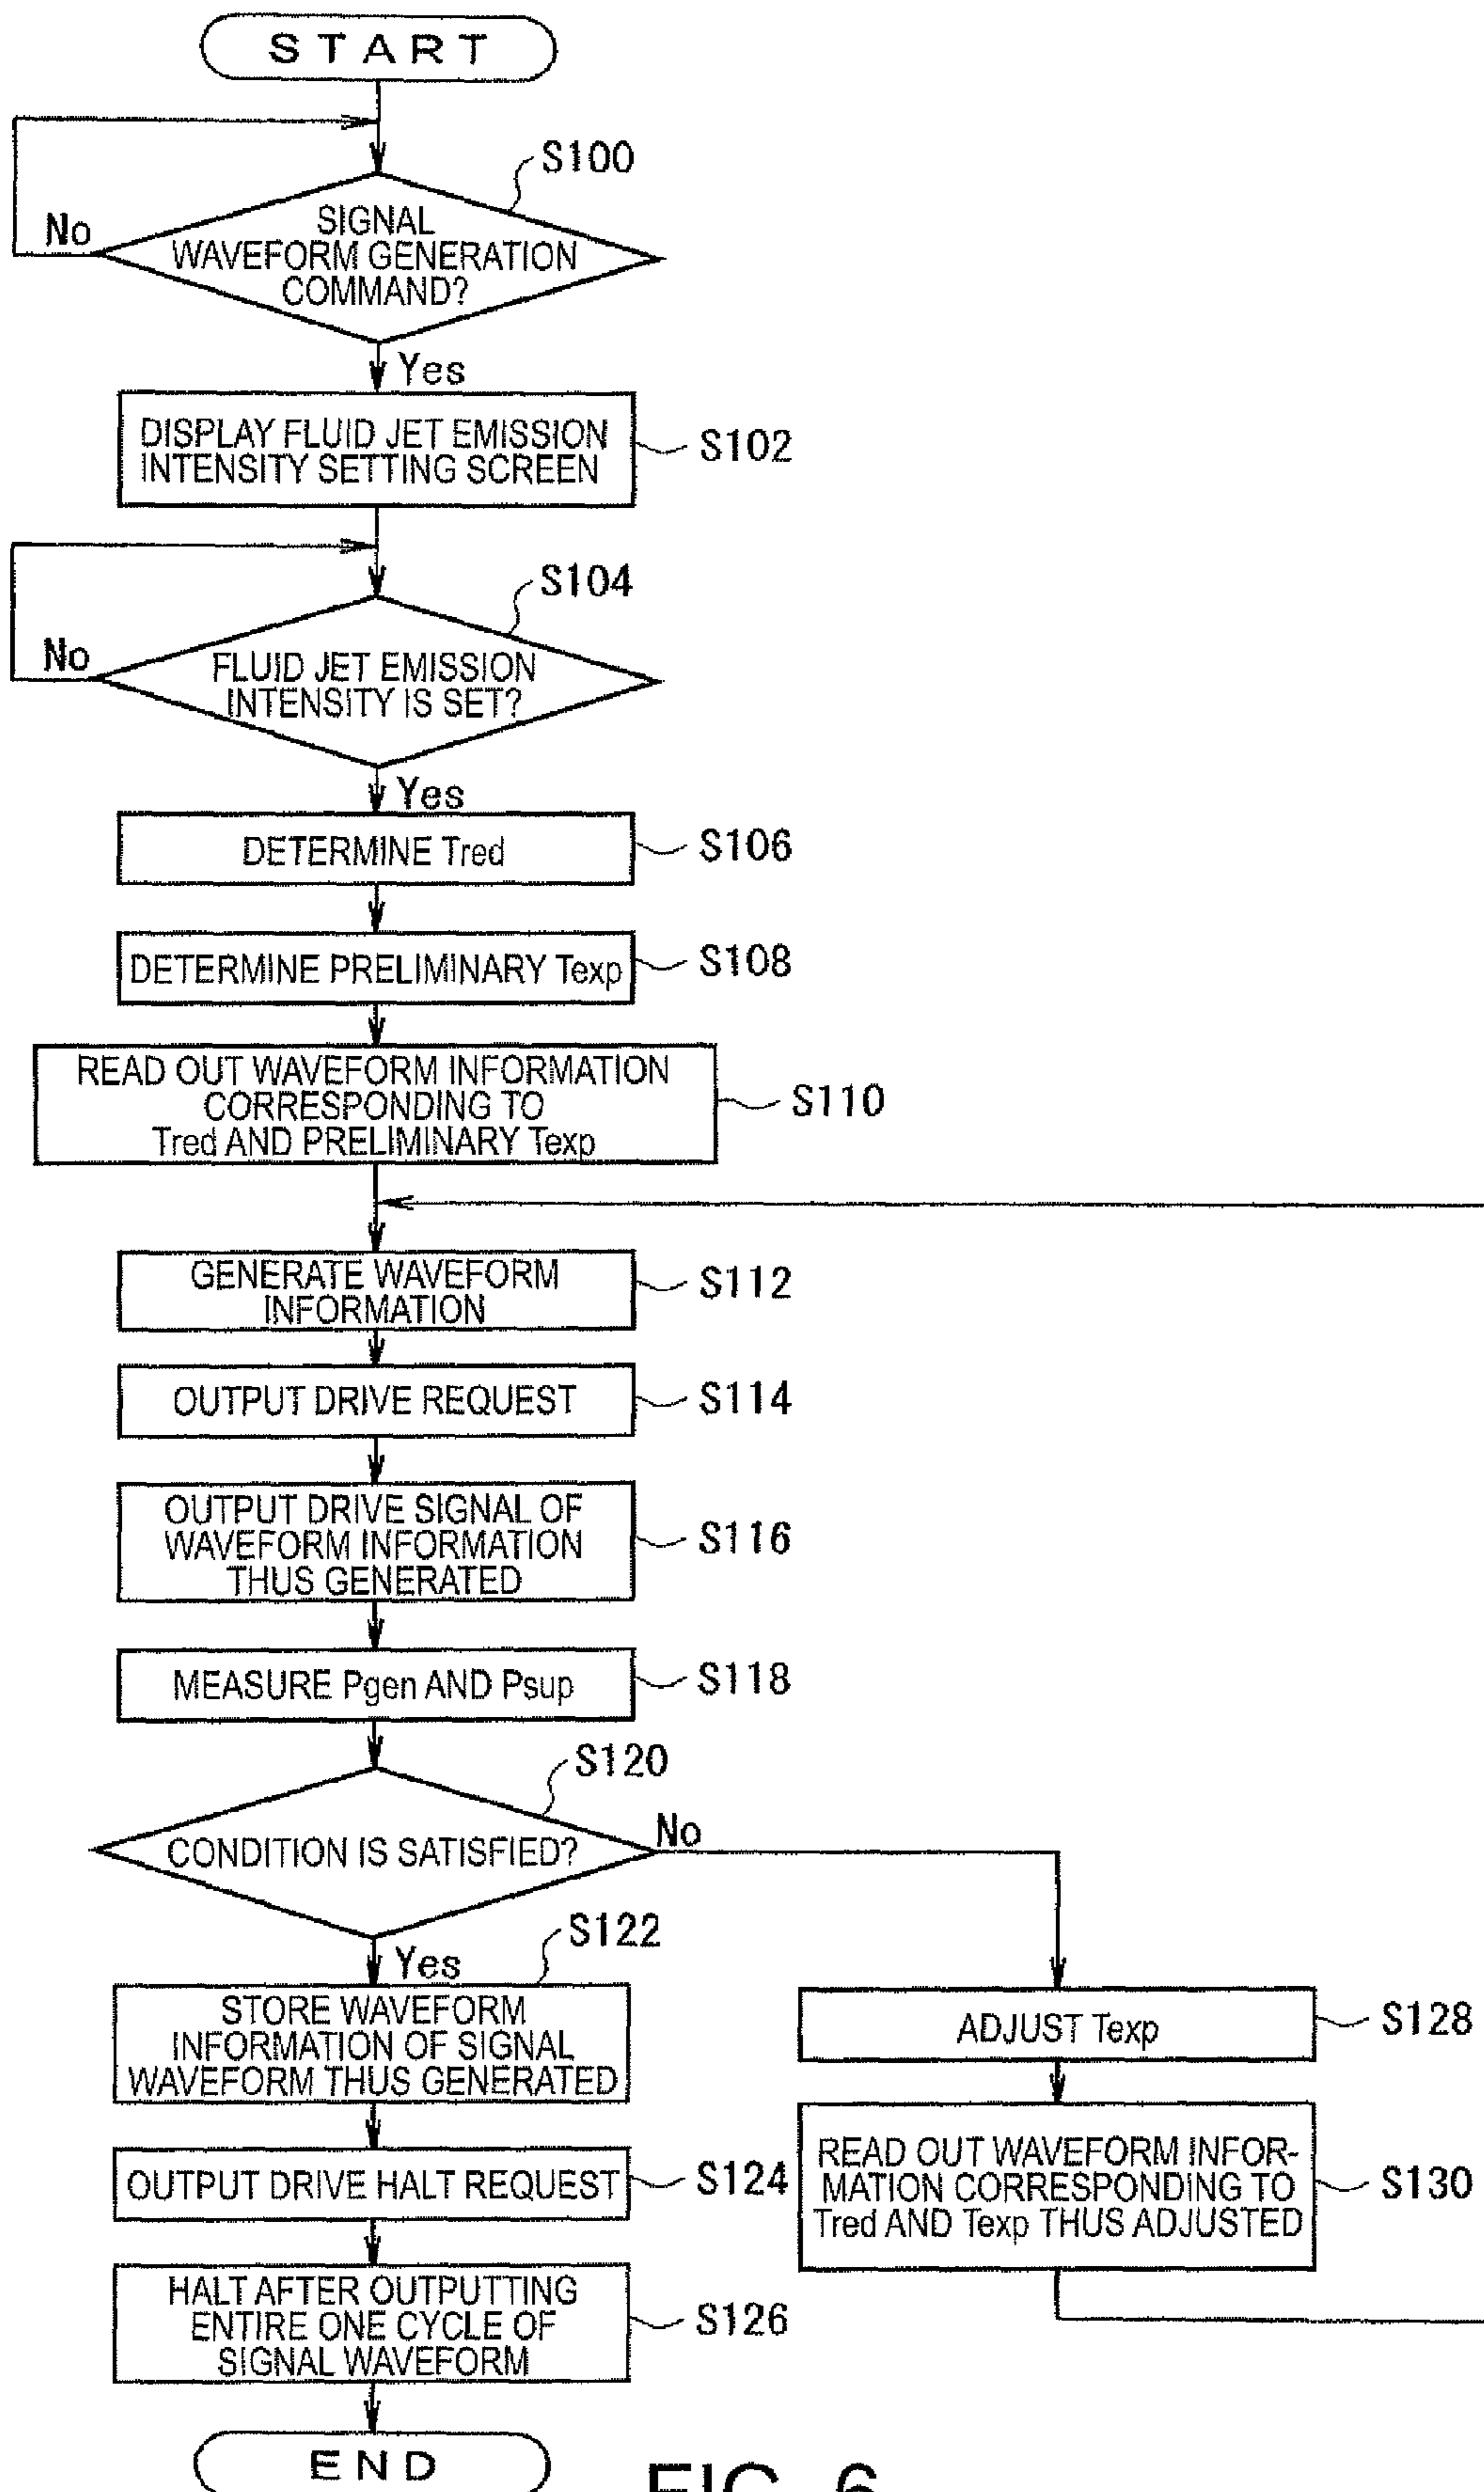 START
S100
No
SIGNAL
WAVEFORM GENERATION
COMMAND?
Yes
DISPLAY FLUID JET EMISSION
INTENSITY SETTING SCREEN
S102
S104
No
FLUID JET EMISSION
INTENSITY IS SET?
Yes
DETERMINE Tred
S106
DETERMINE PRELIMINARY Texp
S108
READ OUT WAVEFORM INFORMATION
CORRESPONDING TO
Tred AND PRELIMINARY Texp
S110
GENERATE WAVEFORM
INFORMATION
S112
OUTPUT DRIVE REQUEST
S114
OUTPUT DRIVE SIGNAL OF
WAVEFORM INFORMATION
THUS GENERATED
S116
MEASURE Pgen AND Psup
S118
S120
CONDITION IS SATISFIED?
No
Yes
S122
STORE WAVEFORM
INFORMATION OF SIGNAL
WAVEFORM THUS GENERATED
OUTPUT DRIVE HALT REQUEST
S124
HALT AFTER OUTPUTTING
ENTIRE ONE CYCLE OF
SIGNAL WAVEFORM
S126
ADJUST Texp
S128
READ OUT WAVEFORM INFOR-
MATION CORRESPONDING TO
Tred AND Texp THUS ADJUSTED
S130
END
FIG. 6